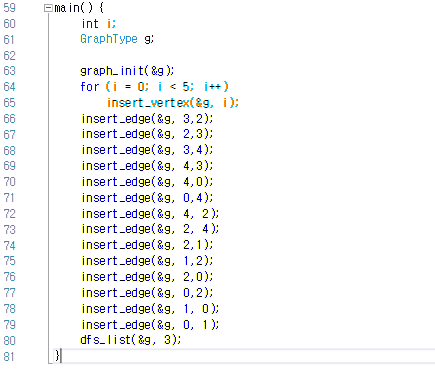 59 main() {
60 int i;
61 GraphType g;
62
63 graph_init(&g);
64 for (i = 0; i < 5; i++)
65 insert_vertex(&g, i);
66 insert_edge(&g, 3,2);
67 insert_edge(&g, 2,3);
68 insert_edge(&g, 3,4);
69 insert_edge(&g, 4,3);
70 insert_edge(&g, 4,0);
71 insert_edge(&g, 0,4);
72 insert_edge(&g, 4, 2);
73 insert_edge(&g, 2, 4);
74 insert_edge(&g, 2,1);
75 insert_edge(&g, 1,2);
76 insert_edge(&g, 2,0);
77 insert_edge(&g, 0,2);
78 insert_edge(&g, 1, 0);
79 insert_edge(&g, 0, 1);
80 dfs_list(&g, 3);
81 }